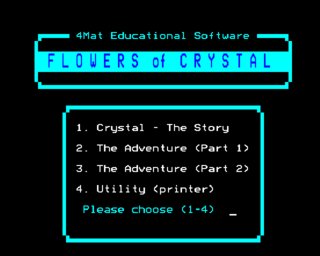 4Mat Educational Software
FLOWERS of CRYSTAL
1. Crystal - The Story
2. The Adventure (Part 1)
3. The Adventure (Part 2)
4. Utility (printer)
Please choose (1-4) _